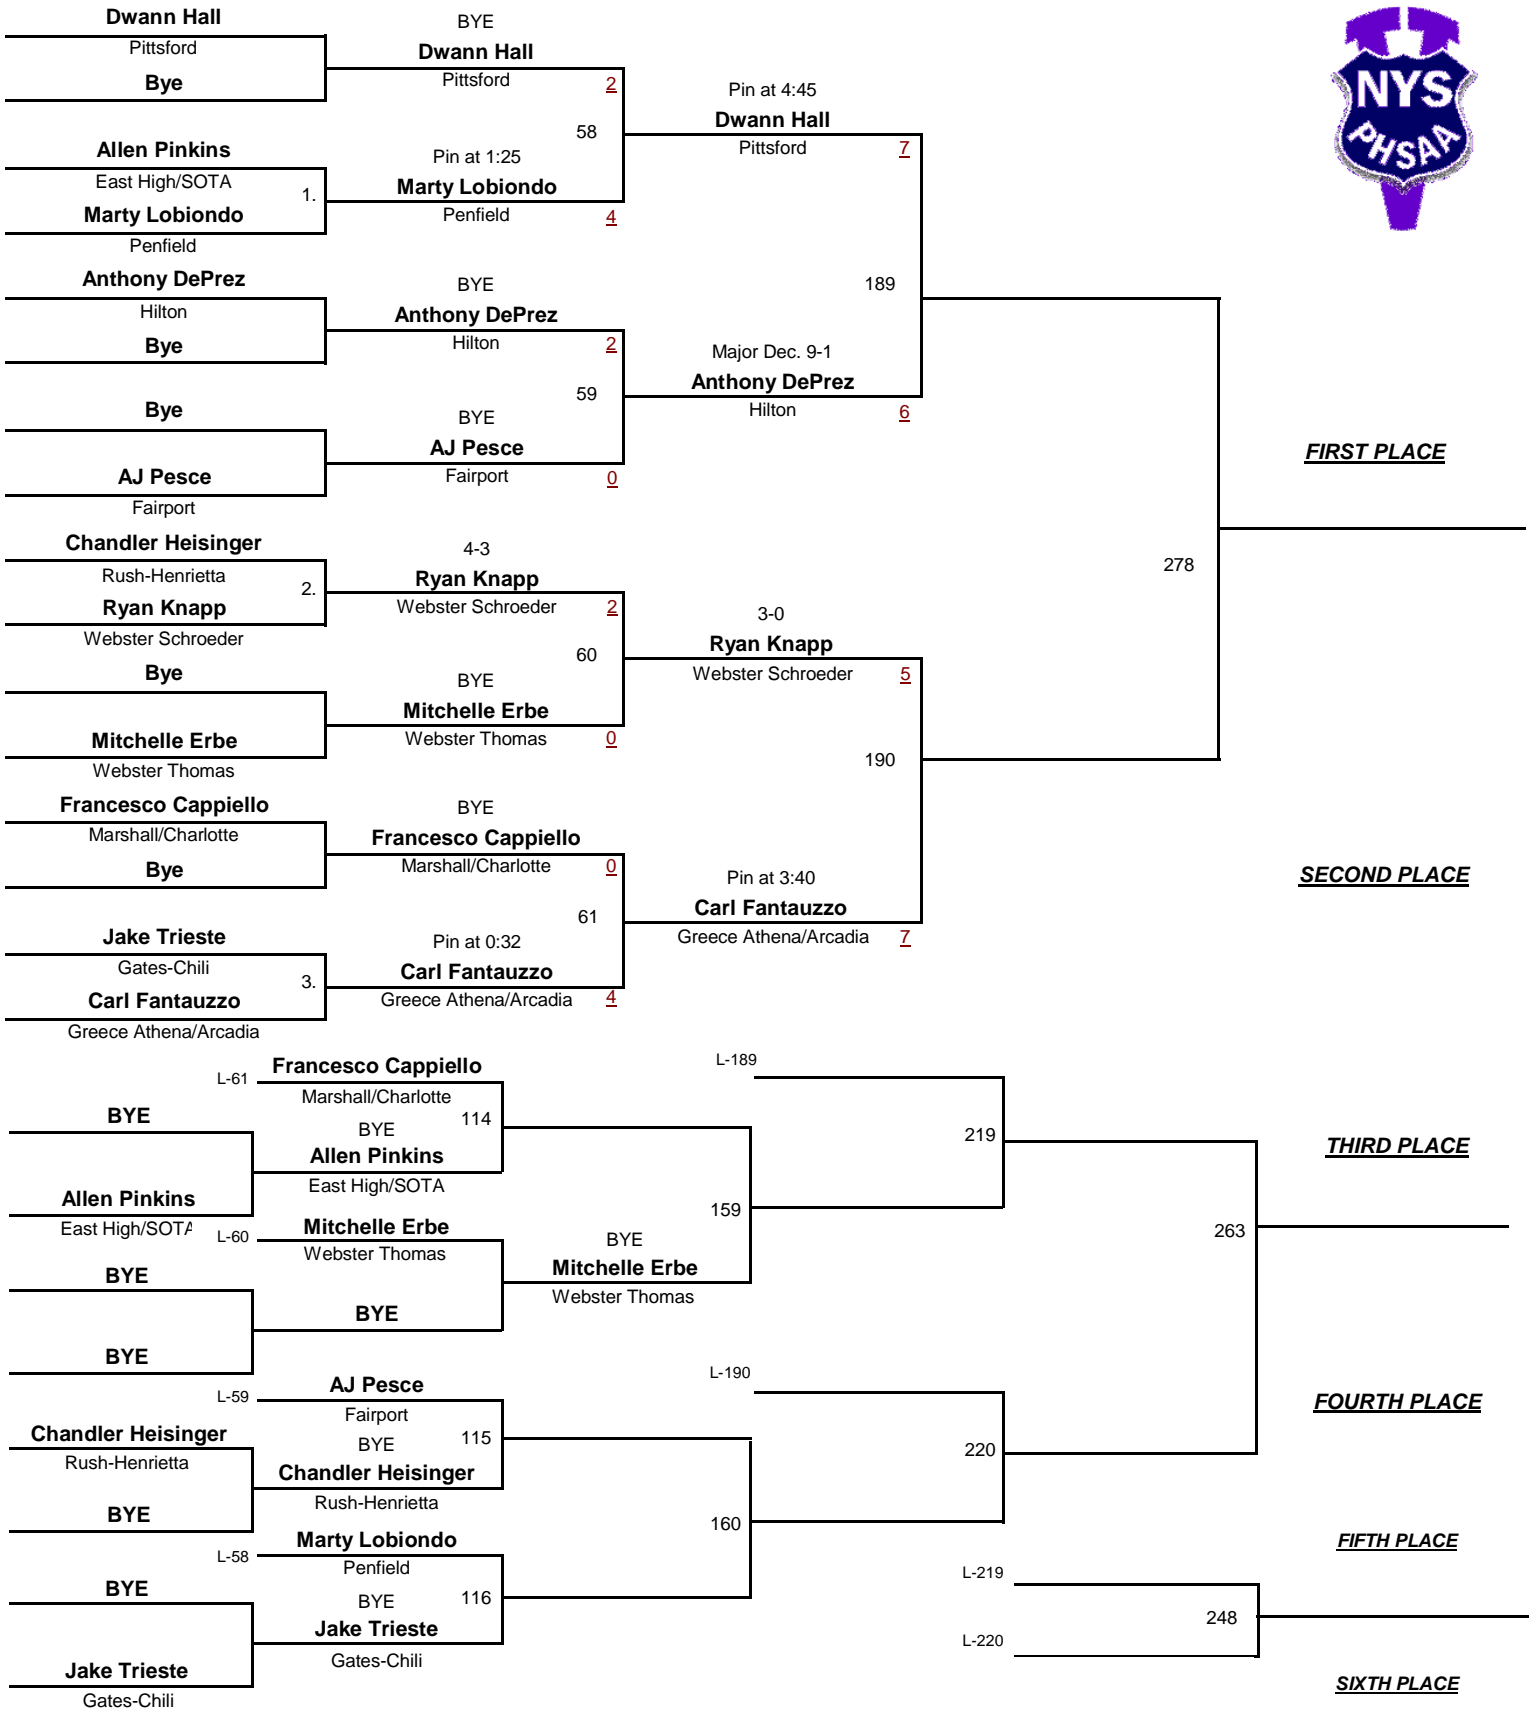 Dwann Hall
Pittsford
Bye
Allen Pinkins
East High/SOTA
1.
Marty Lobiondo
Penfield
Anthony DePrez
Hilton
Bye
Bye
AJ Pesce
Fairport
Chandler Heisinger
Rush-Henrietta
2.
Ryan Knapp
Webster Schroeder
Bye
Mitchelle Erbe
Webster Thomas
Francesco Cappiello
Marshall/Charlotte
Bye
Jake Trieste
Gates-Chili
3.
Carl Fantauzzo
Greece Athena/Arcadia
BYE
Dwann Hall
Pittsford
2
58
Pin at 1:25
Marty Lobiondo
Penfield
4
BYE
Anthony DePrez
Hilton
2
59
BYE
AJ Pesce
Fairport
0
4-3
Ryan Knapp
Webster Schroeder
2
60
BYE
Mitchelle Erbe
Webster Thomas
0
BYE
Francesco Cappiello
Marshall/Charlotte
0
61
Pin at 0:32
Carl Fantauzzo
Greece Athena/Arcadia
4
Pin at 4:45
Dwann Hall
Pittsford
7
189
Major Dec. 9-1
Anthony DePrez
Hilton
6
3-0
Ryan Knapp
Webster Schroeder
5
190
Pin at 3:40
Carl Fantauzzo
Greece Athena/Arcadia
7
278
NYS
PHSAA
FIRST PLACE
SECOND PLACE
L-61
Francesco Cappiello
Marshall/Charlotte
BYE
114
BYE
Allen Pinkins
East High/SOTA
Allen Pinkins
East High/SOTA
L-60
Mitchelle Erbe
Webster Thomas
BYE
BYE
BYE
159
BYE
Mitchelle Erbe
Webster Thomas
L-59
AJ Pesce
Fairport
Chandler Heisinger
Rush-Henrietta
BYE
115
BYE
Chandler Heisinger
Rush-Henrietta
L-58
Marty Lobiondo
Penfield
BYE
116
BYE
Jake Trieste
Gates-Chili
Jake Trieste
Gates-Chili
160
L-189
219
L-190
220
263
THIRD PLACE
FOURTH PLACE
FIFTH PLACE
L-219
248
L-220
SIXTH PLACE